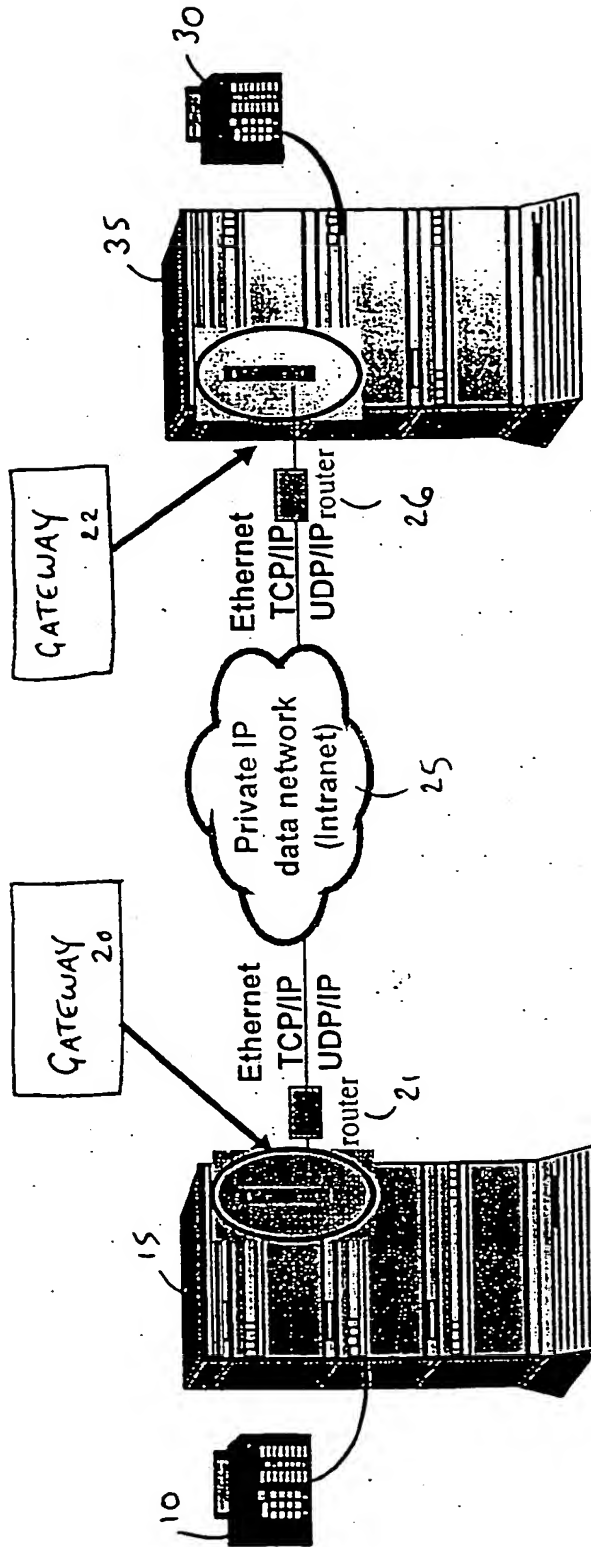 GATEWAY
20
GATEWAY
22
10
15
router
21
Ethernet
TCP/IP
UDP/IP
Private IP
data network
(Intranet)
25
Ethernet
TCP/IP
UDP/IP
router
26
35
30